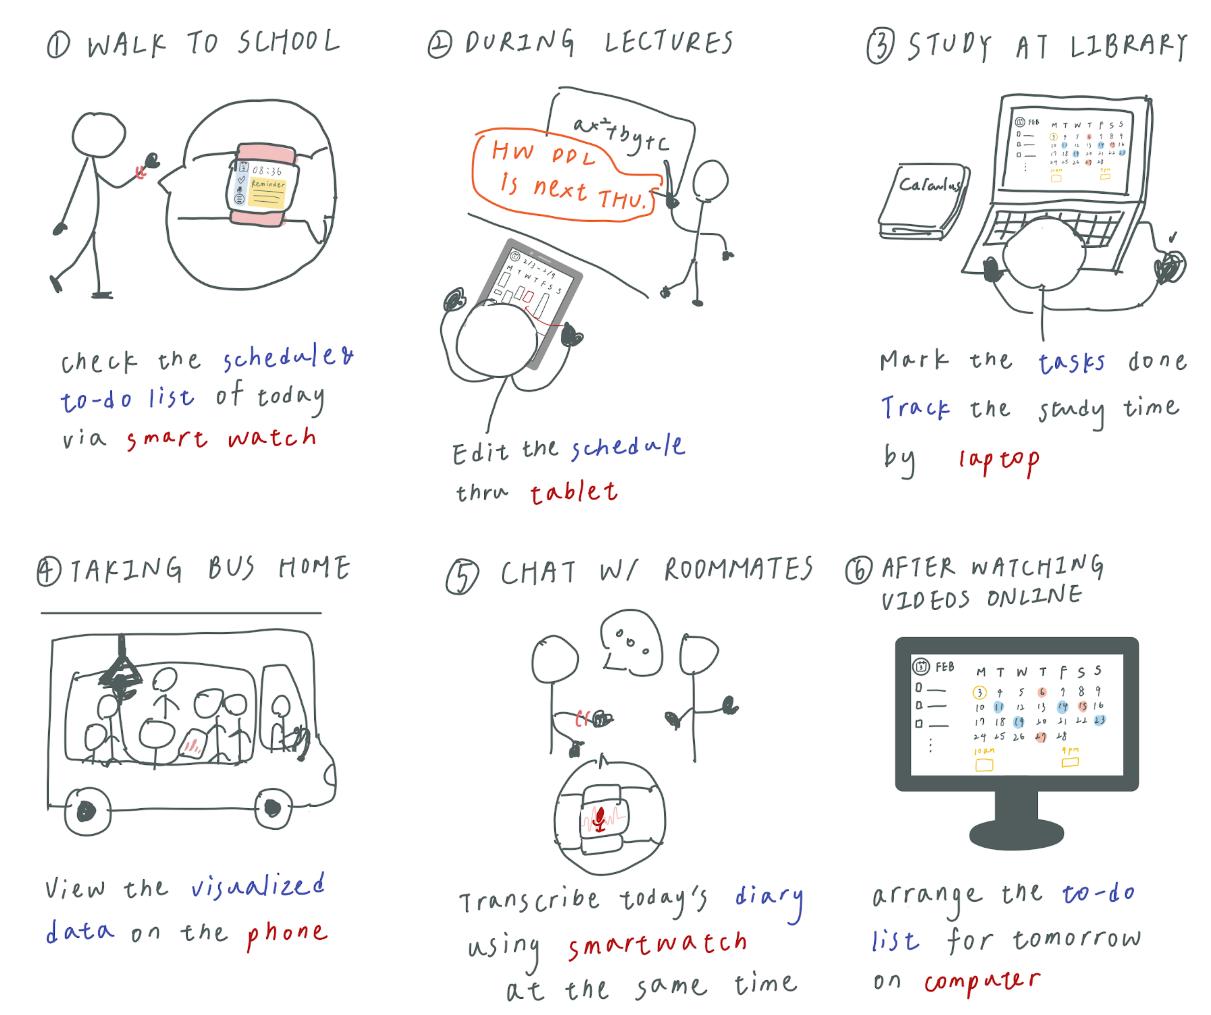 ① WALK TO SCHOOL
08:36
Reminder
check the schedule &
to-do list of today
via smart watch
② DURING LECTURES
ax²+by+c
HW DDL
is next THU.
2/3-2/9
M T W T F S S
Edit the schedule
thru tablet
③ STUDY AT LIBRARY
FEB
M T W T F S S
3 4 5 6 7 8 9
10 11 12 13 14 15 16
17 18 19 20 21 22 23
24 25 26 27 28
10am 9pm
Calculus
Mark the tasks done
Track the study time
by laptop
④ TAKING BUS HOME
View the visualized
data on the phone
⑤ CHAT W/ ROOMMATES
Transcribe today's diary
using smartwatch
at the same time
⑥ AFTER WATCHING
VIDEOS ONLINE
FEB
M T W T F S S
3 4 5 6 7 8 9
10 11 12 13 14 15 16
17 18 19 20 21 22 23
24 25 26 27 28
10am 9pm
arrange the to-do
list for tomorrow
on computer